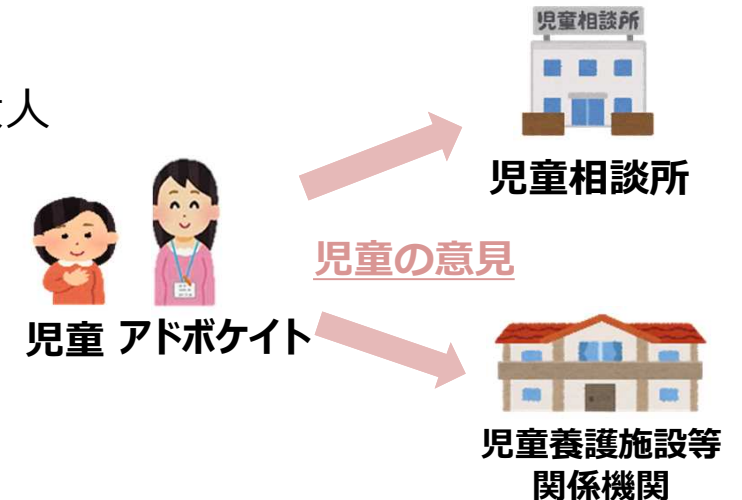 児童相談所
人
児童相談所
児童の意見
児童 アドボケイト
児童養護施設等
関係機関